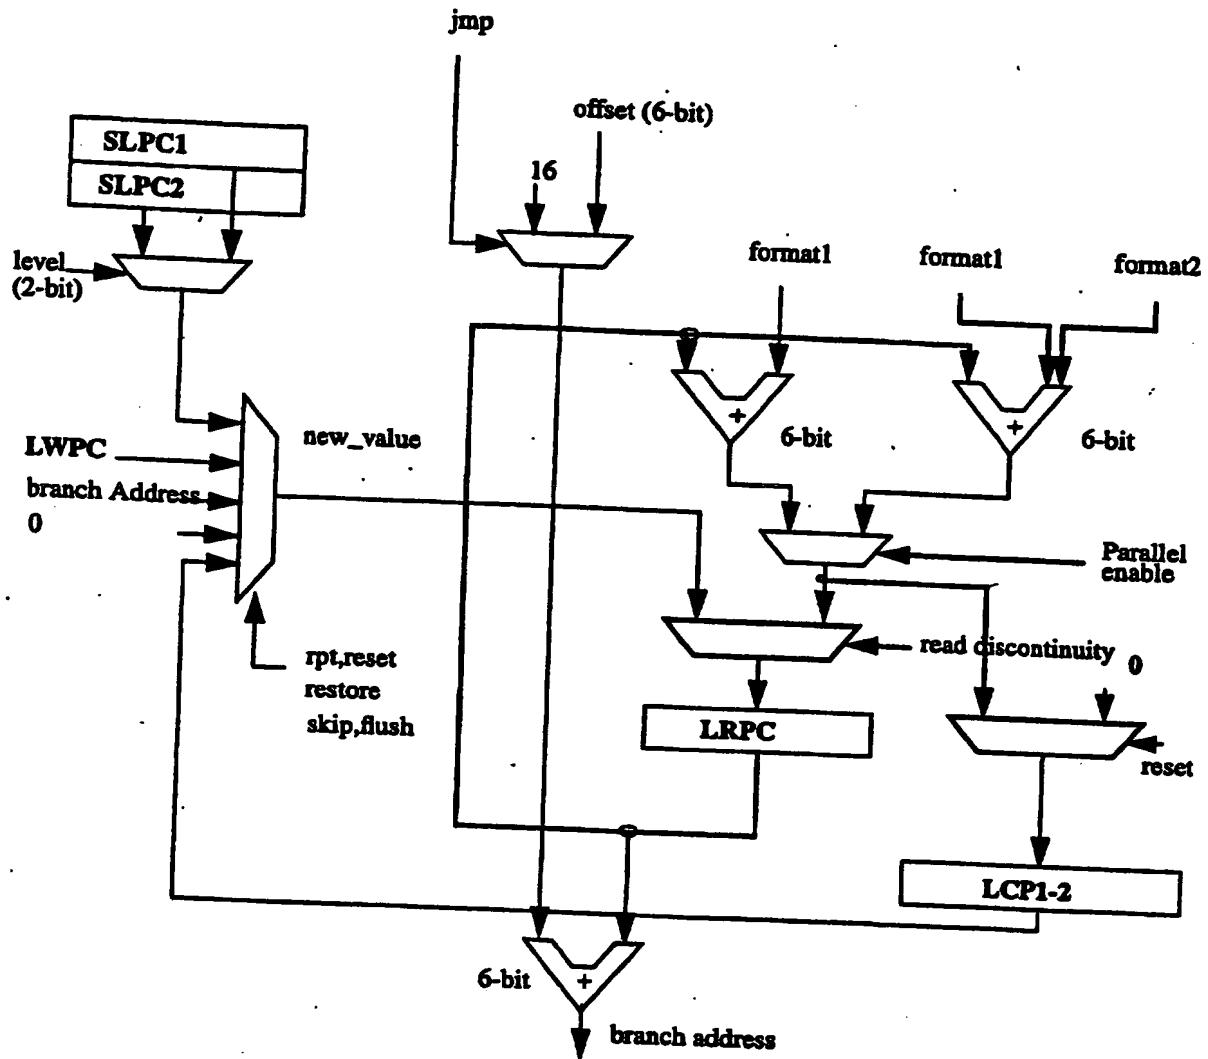 jmp
offset (6-bit)
SLPC1
SLPC2
16
level
(2-bit)
format1
format1
format2
+
6-bit
+
6-bit
LWPC
new_value
branch Address
0
Parallel
enable
rpt,reset
restore
skip,flush
read discontinuity
0
LRPC
reset
LCP1-2
6-bit
+
branch address